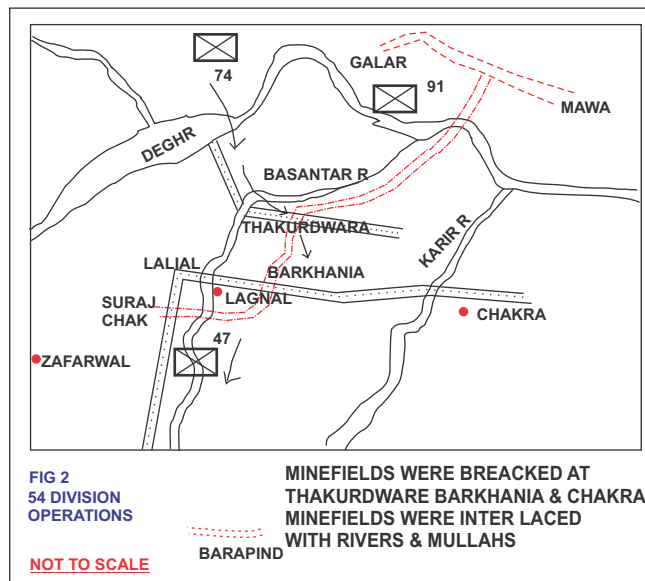 74
GALAR
91
MAWA
DEGHR
BASANTAR R
THAKURDWARA
KARIR R
LALIAL
BARKHANIA
SURAJ
CHAK
LAGNAL
CHAKRA
47
ZAFARWAL
FIG 2
54 DIVISION
OPERATIONS
NOT TO SCALE
BARAPIND
MINEFIELDS WERE BREACKED AT
THAKURDWARE BARKHANIA & CHAKRA
MINEFIELDS WERE INTER LACED
WITH RIVERS & MULLAHS